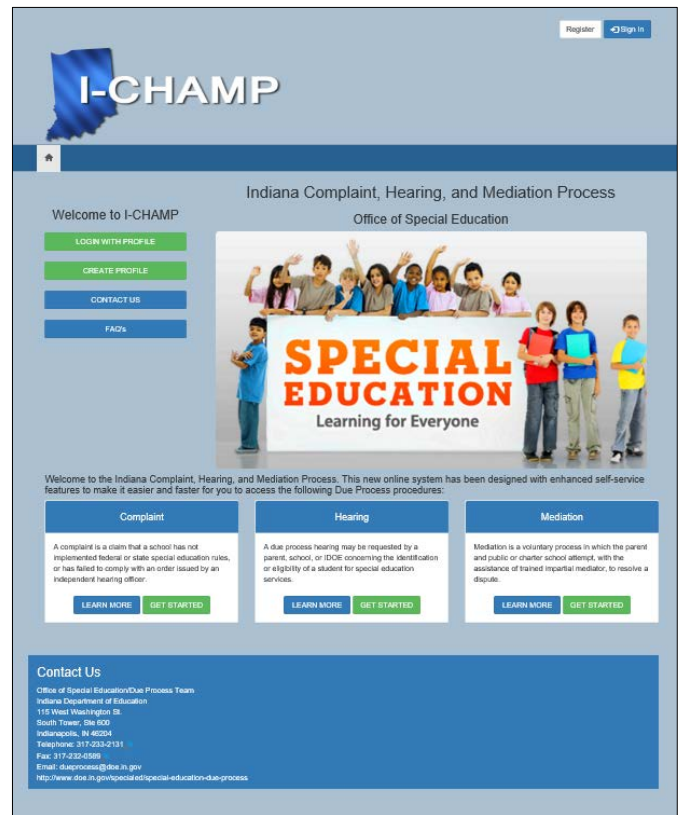 Register
Sign In
I-CHAMP
Indiana Complaint, Hearing, and Mediation Process
Welcome to I-CHAMP
Office of Special Education
LOGIN WITH PROFILE
CREATE PROFILE
CONTACT US
FAQ's
SPECIAL
EDUCATION
Learning for Everyone
Welcome to the Indiana Complaint, Hearing, and Mediation Process. This new online system has been designed with enhanced self-service
features to make it easier and faster for you to access the following Due Process procedures:
Complaint
A complaint is a claim that a school has not
implemented federal or state special education rules,
or has failed to comply with an order issued by an
independent hearing officer.
LEARN MORE
GET STARTED
Hearing
A due process hearing may be requested by a
parent, school, or IDOE concerning the identification
or eligibility of a student for special education
services.
LEARN MORE
GET STARTED
Mediation
Mediation is a voluntary process in which the parent
and public or charter school attempt, with the
assistance of trained impartial mediator, to resolve a
dispute.
LEARN MORE
GET STARTED
Contact Us
Office of Special Education/Due Process Team
Indiana Department of Education
115 West Washington St.
South Tower, Ste 600
Indianapolis, IN 46204
Telephone: 317-233-2131
Fax: 317-232-0589
Email: dueprocess@doe.in.gov
http://www.doe.in.gov/specialed/special-education-due-process